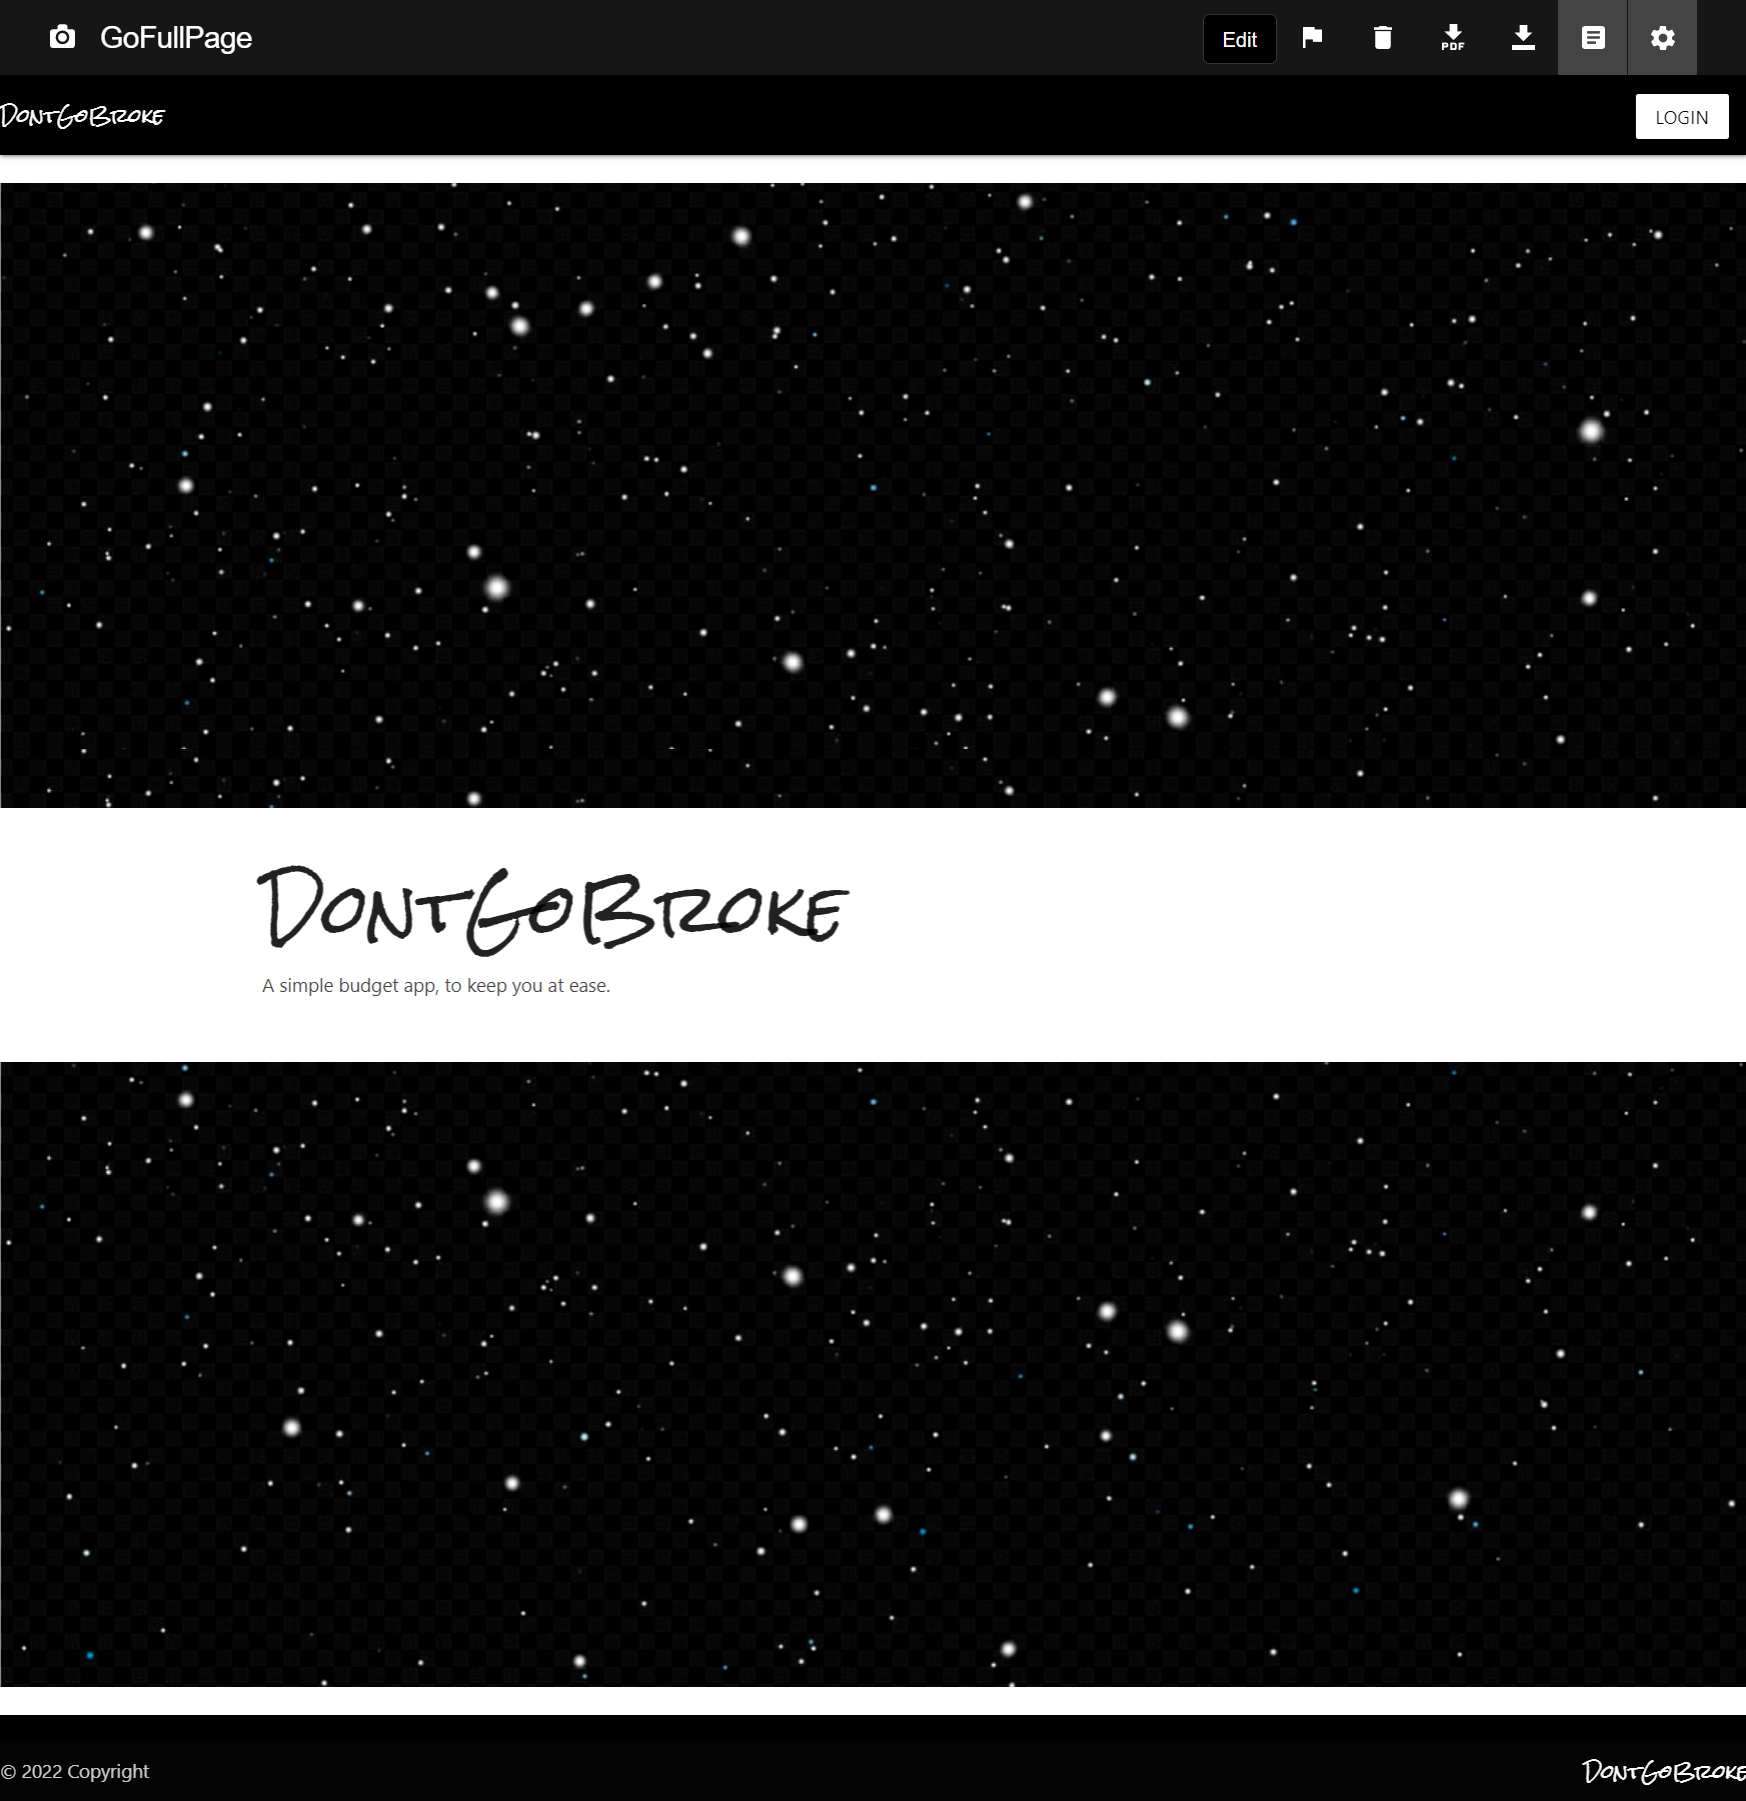 GoFullPage
Edit
PDF
DontGoBroke
LOGIN
DontGoBroke
A simple budget app, to keep you at ease.
© 2022 Copyright
DontGoBroke